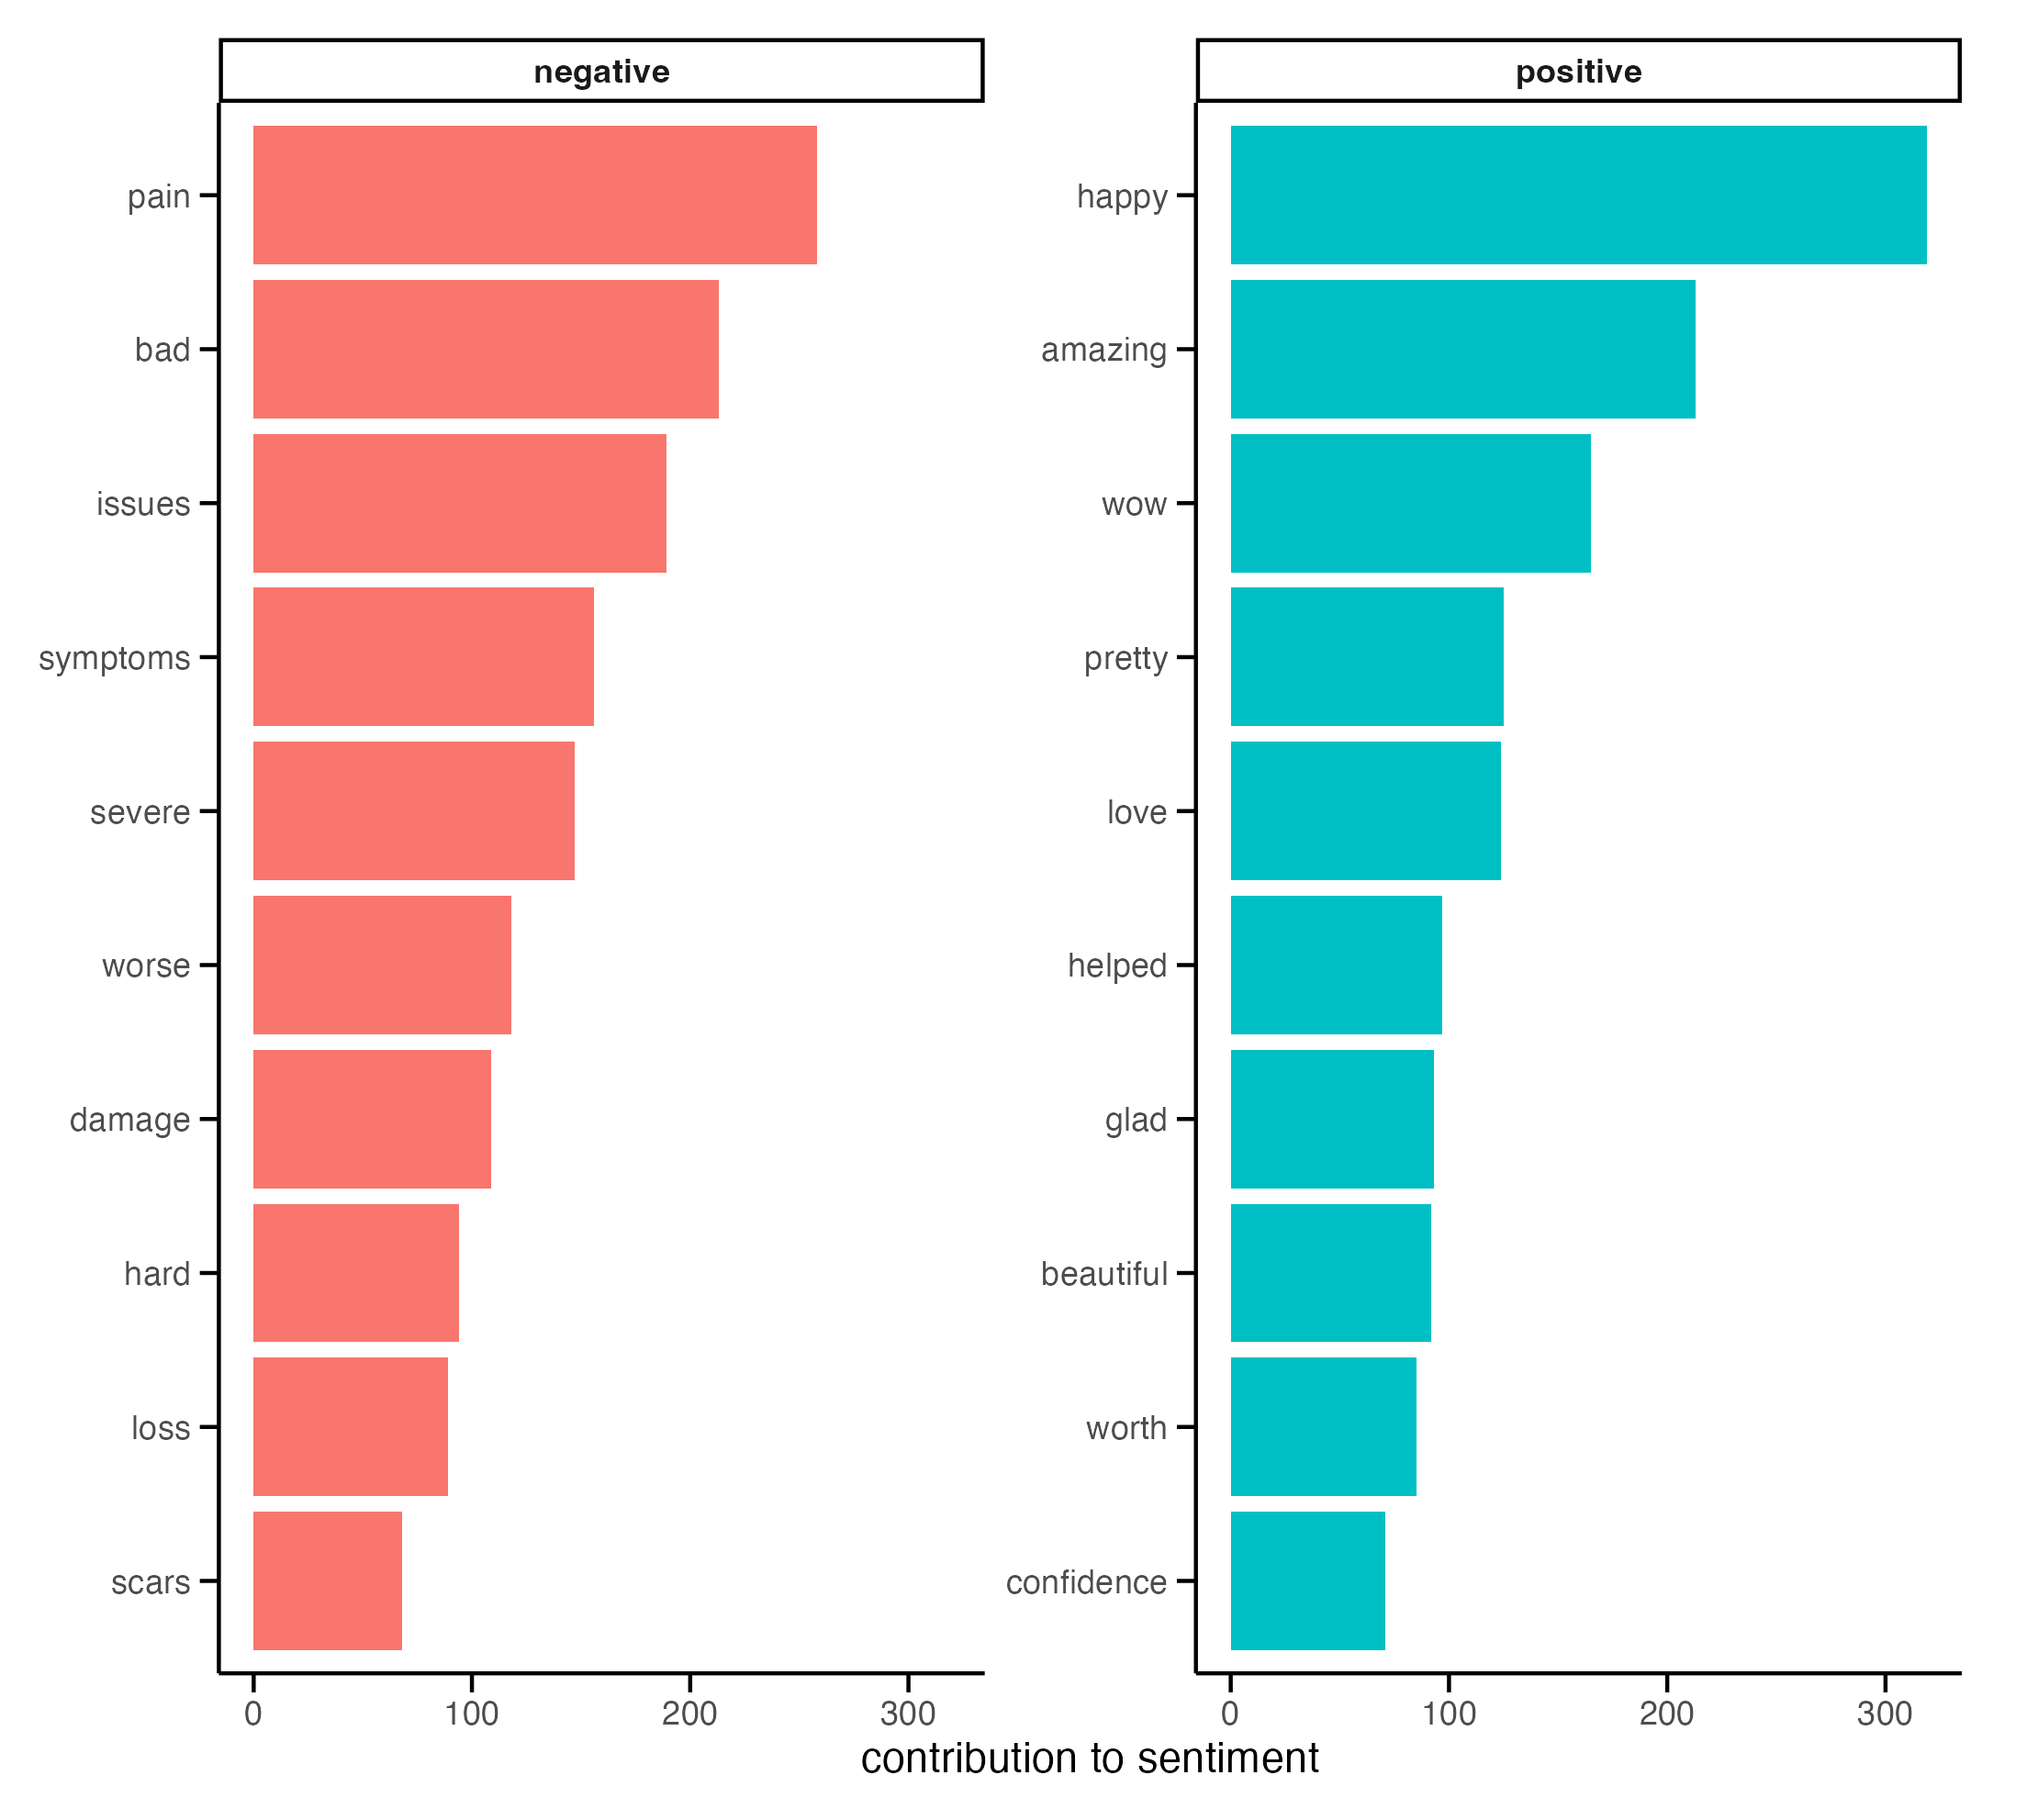 negative
pain
bad
issues
symptoms
severe
worse
damage
hard
loss
scars
0 100 200 300
positive
happy
amazing
wow
pretty
love
helped
glad
beautiful
worth
confidence
0 100 200 300
contribution to sentiment